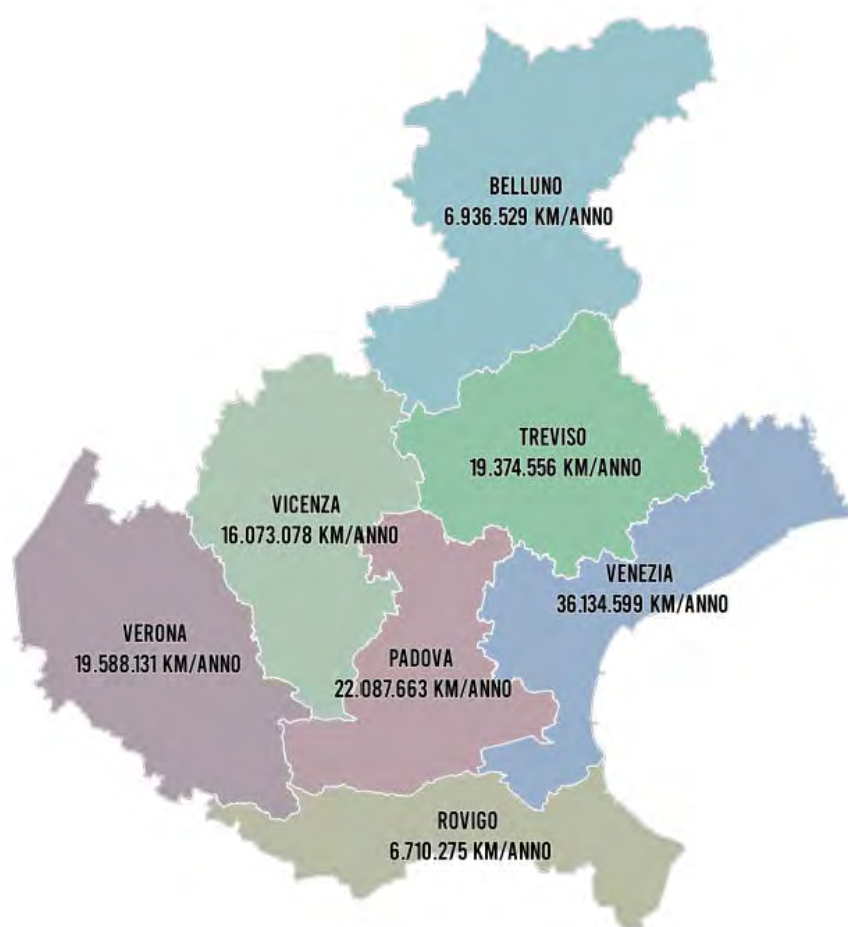 BELLUNO
6.936.529 KM/ANNO
TREVISO
19.374.556 KM/ANNO
VICENZA
16.073.078 KM/ANNO
VENEZIA
36.134.599 KM/ANNO
VERONA
19.588.131 KM/ANNO
PADOVA
22.087.663 KM/ANNO
ROVIGO
6.710.275 KM/ANNO